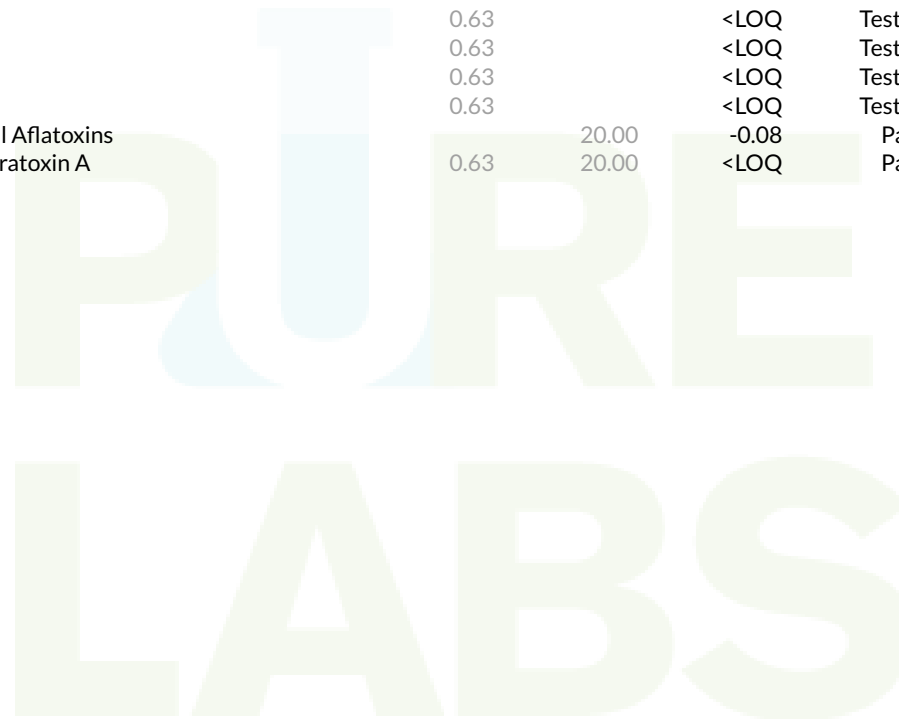 0.63 <LOQ Test
0.63 <LOQ Test
0.63 <LOQ Test
0.63 <LOQ Test
l Aflatoxins 20.00 -0.08 Pa
ratoxin A 0.63 20.00 <LOQ Pa
PURE
LABS